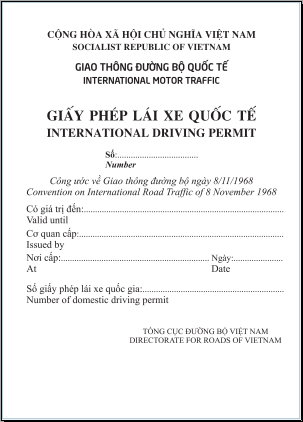 CỘNG HÒA XÃ HỘI CHỦ NGHĨA VIỆT NAM
SOCIALIST REPUBLIC OF VIETNAM
GIAO THÔNG ĐƯỜNG BỘ QUỐC TẾ
INTERNATIONAL MOTOR TRAFFIC
GIẤY PHÉP LÁI XE QUỐC TẾ
INTERNATIONAL DRIVING PERMIT
Số:...................................
Number
Công ước về Giao thông đường bộ ngày 8/11/1968
Convention on International Road Traffic of 8 November 1968
Có giá trị đến:...................................................................................
Valid until
Cơ quan cấp:.....................................................................................
Issued by
Nơi cấp:............................................................... Ngày:.....................
At Date
Số giấy phép lái xe quốc gia:............................................................
Number of domestic driving permit
TỔNG CỤC ĐƯỜNG BỘ VIỆT NAM
DIRECTORATE FOR ROADS OF VIETNAM